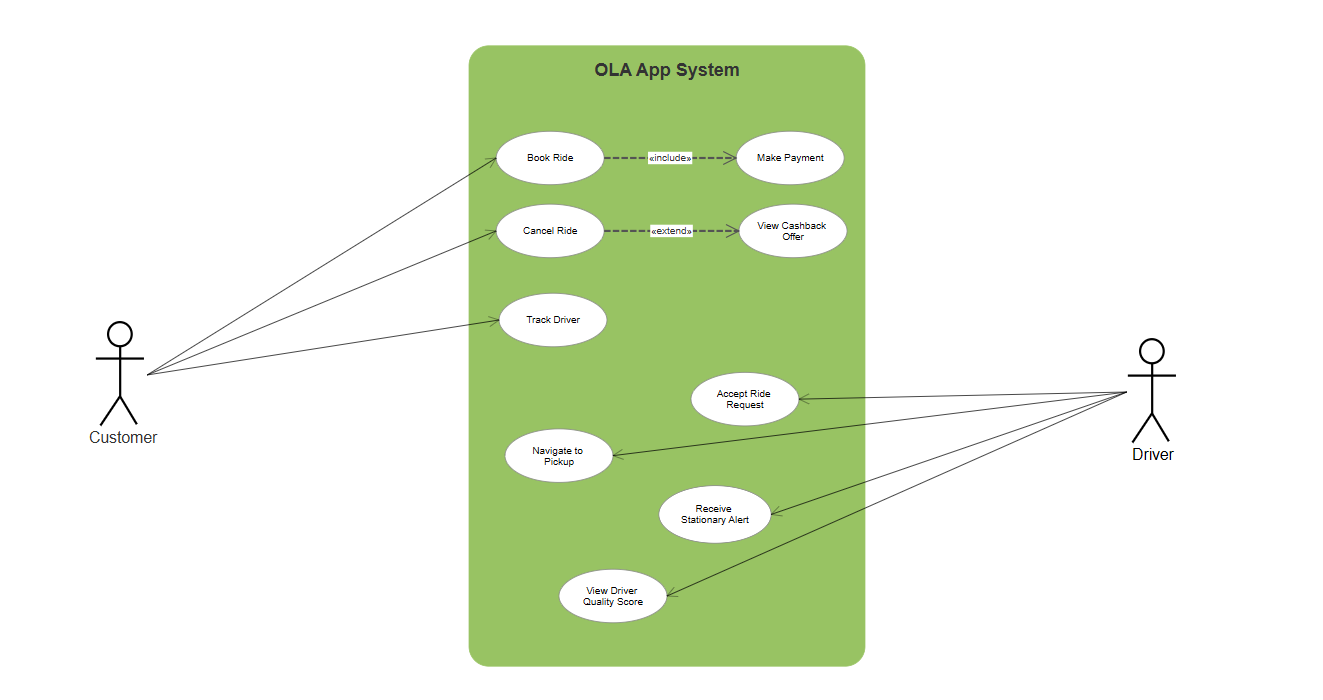 OLA App System
Book Ride
«include»
Make Payment
Cancel Ride
«extend»
View Cashback
Offer
Track Driver
Accept Ride
Request
Customer
Driver
Navigate to
Pickup
Receive
Stationary Alert
View Driver
Quality Score